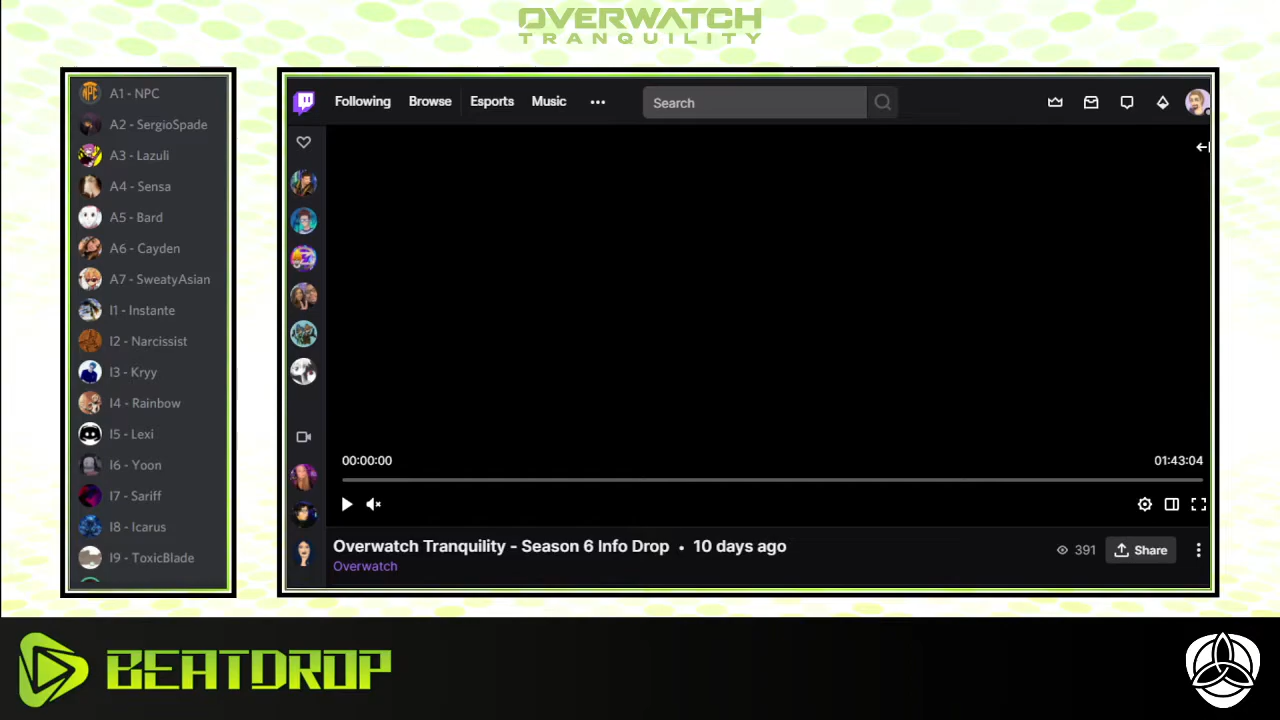 OVERWATCH
TRANQUILITY
A1 - NPC
A2 - SergioSpade
A3 - Lazuli
A4 - Sensa
A5 - Bard
A6 - Cayden
A7 - SweatyAsian
I1 - Instante
I2 - Narcissist
I3 - Kryy
I4 - Rainbow
I5 - Lexi
I6 - Yoon
I7 - Sariff
I8 - Icarus
I9 - ToxicBlade
Following Browse Esports Music ···
Search
00:00:00 01:43:04
Overwatch Tranquility - Season 6 Info Drop • 10 days ago
391 Share
Overwatch
BEATDROP